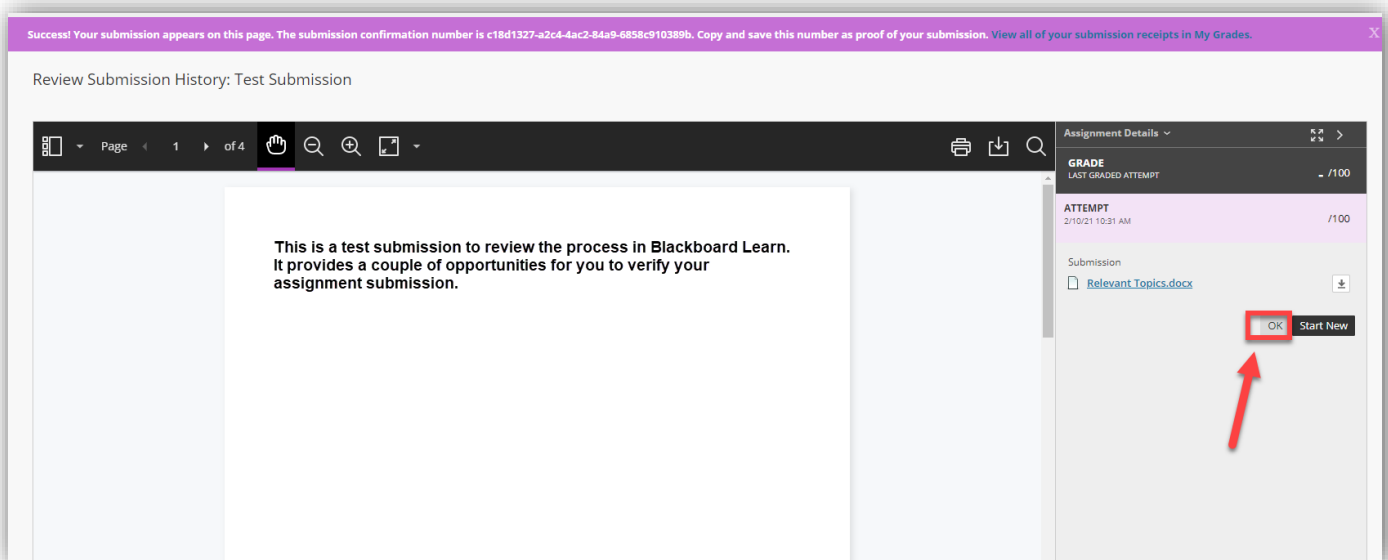 Success! Your submission appears on this page. The submission confirmation number is c18d1327-a2c4-4ac2-84a9-6858c910389b. Copy and save this number as proof of your submission. View all of your submission receipts in My Grades. X
Review Submission History: Test Submission
Page 1 of 4
Assignment Details
GRADE
LAST GRADED ATTEMPT
- /100
ATTEMPT
2/10/21 10:31 AM
/100
This is a test submission to review the process in Blackboard Learn.
It provides a couple of opportunities for you to verify your
assignment submission.
Submission
Relevant Topics.docx
OK Start New